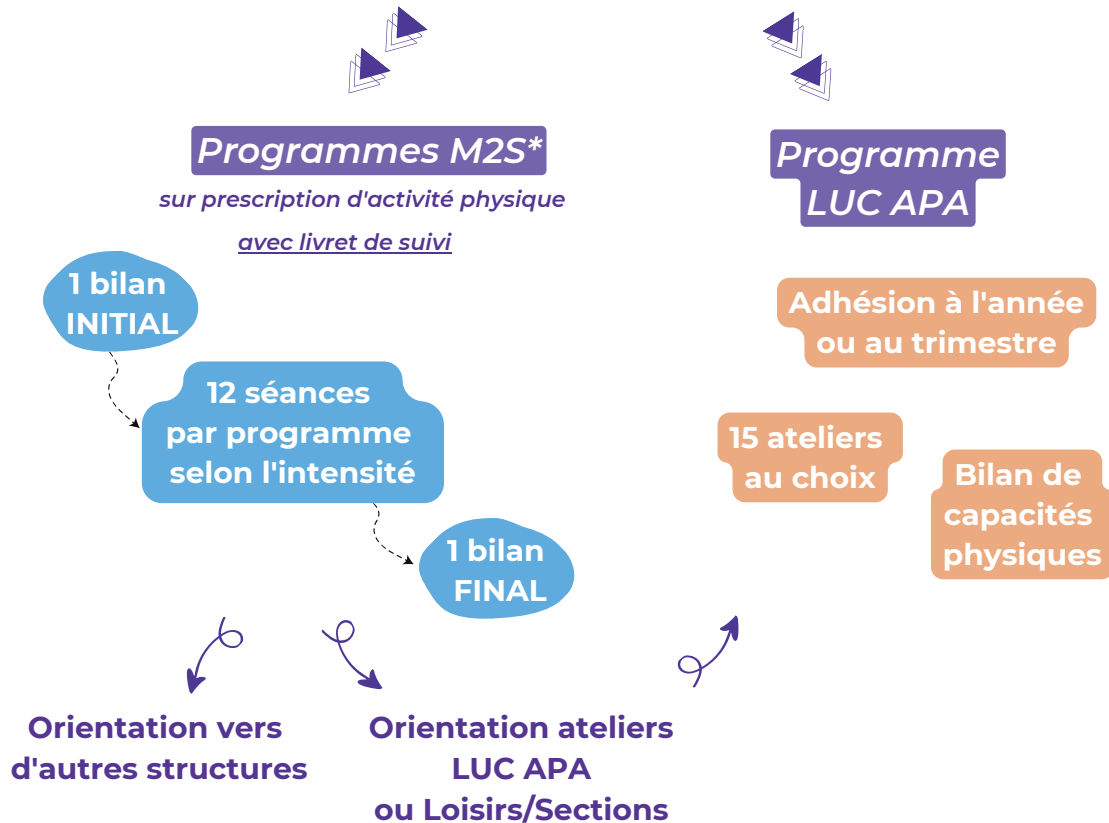 Programmes M2S*
sur prescription d'activité physique
avec livret de suivi
1 bilan
INITIAL
12 séances
par programme
selon l'intensité
1 bilan
FINAL
Orientation vers
d'autres structures
Orientation ateliers
LUC APA
ou Loisirs/Sections
Programme
LUC APA
Adhésion à l'année
ou au trimestre
15 ateliers
au choix
Bilan de
capacités
physiques